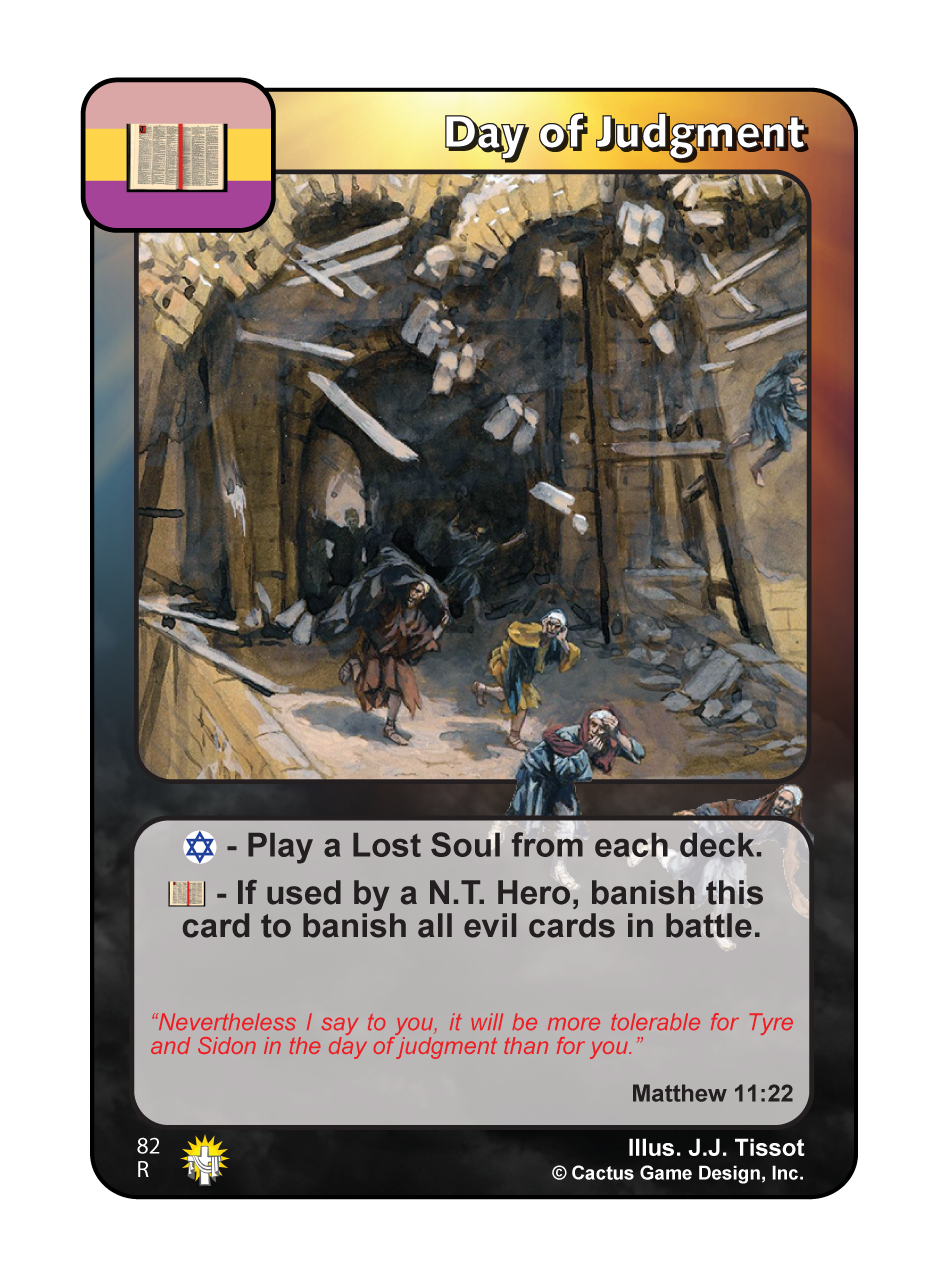 Day of Judgment
- Play a Lost Soul from each deck.
- If used by a N.T. Hero, banish this
card to banish all evil cards in battle.
“Nevertheless I say to you, it will be more tolerable for Tyre
and Sidon in the day of judgment than for you.”
Matthew 11:22
82
R
Illus. J.J. Tissot
© Cactus Game Design, Inc.